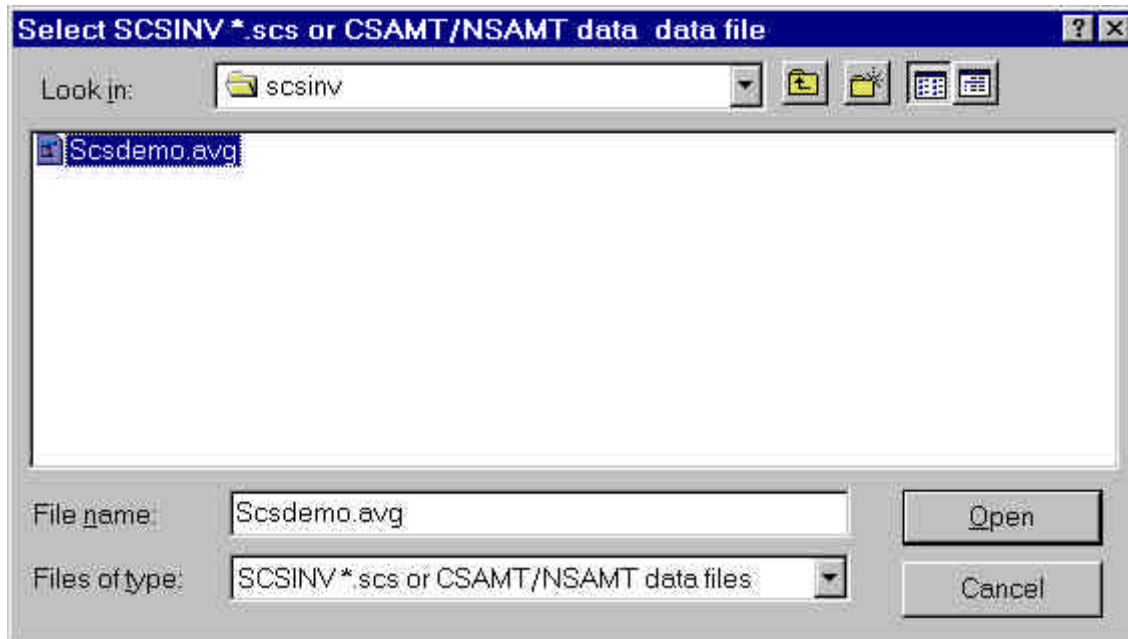 Select SCSINV *.scs or CSAMT/NSAMT data  data file
Look in: scsinv
Scsdemo.avg
File name: Scsdemo.avg Open
Files of type: SCSINV *.scs or CSAMT/NSAMT data files Cancel